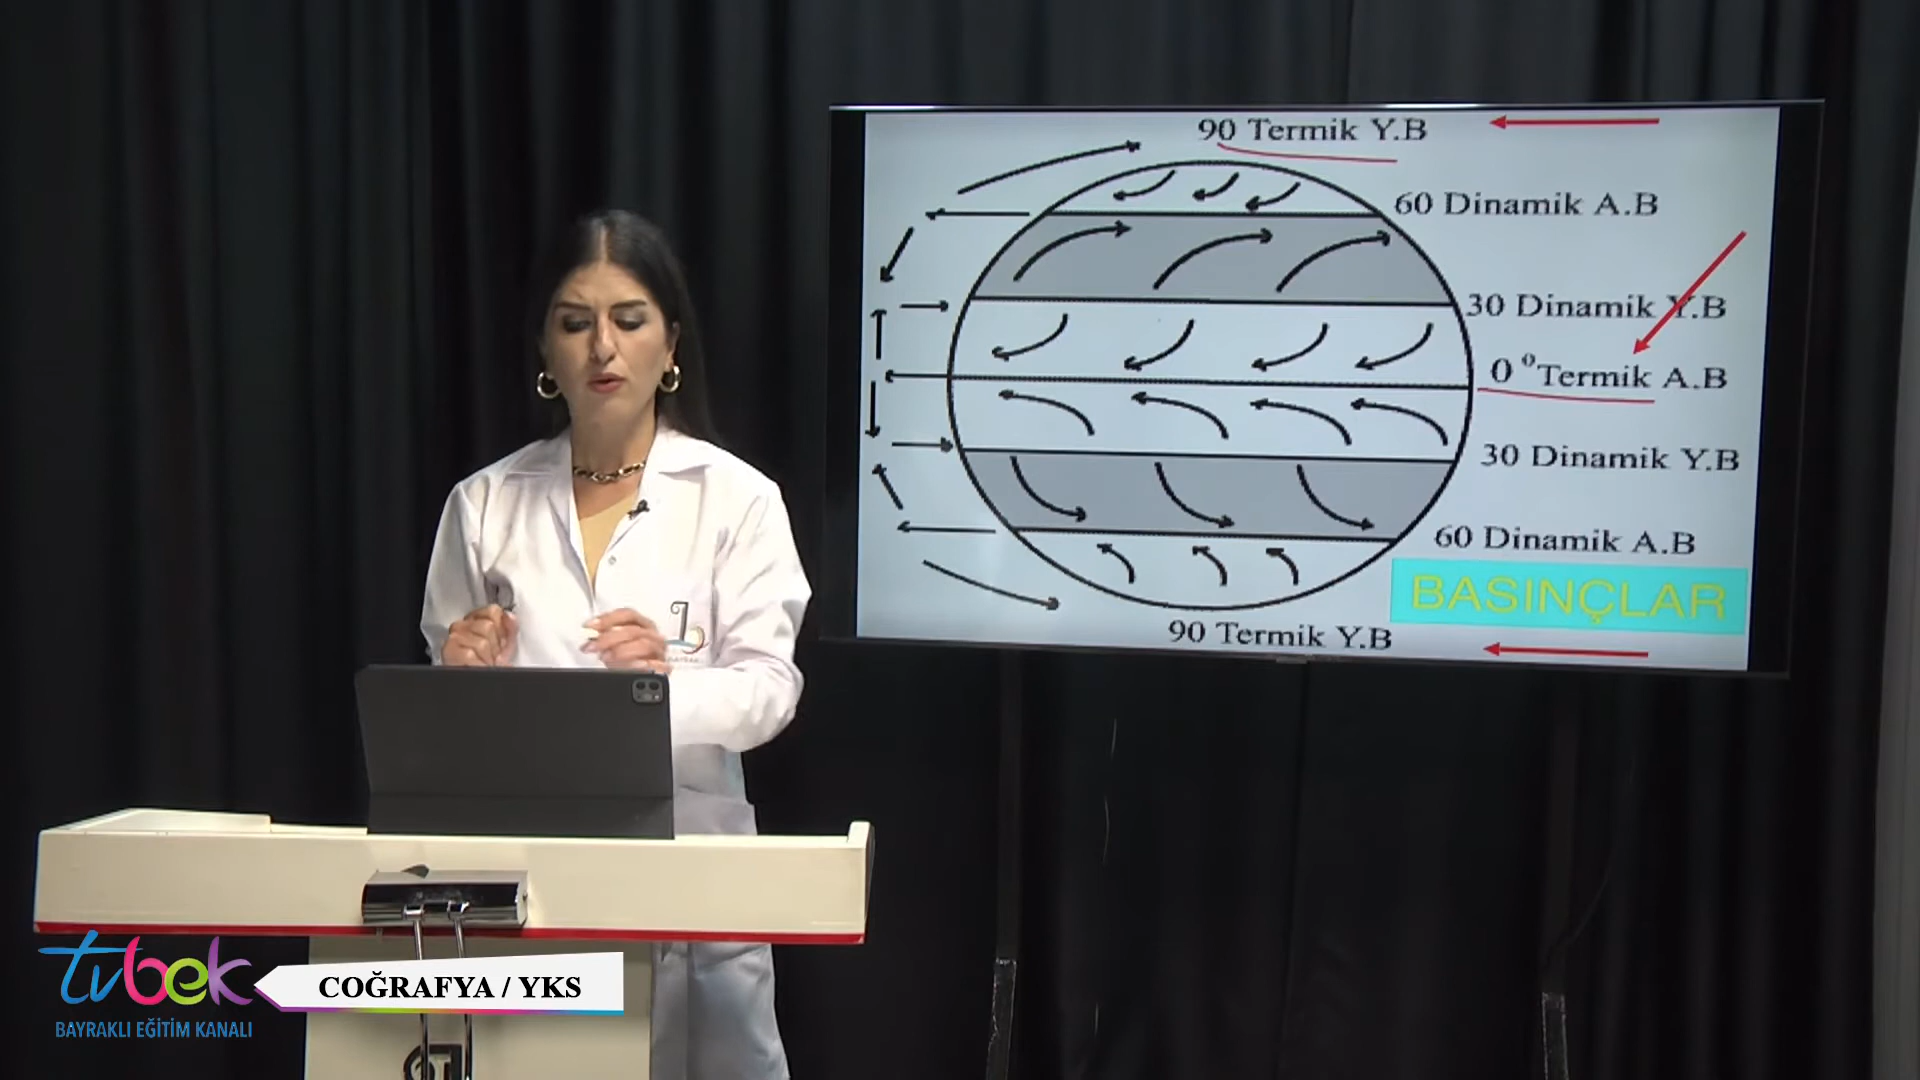 90 Termik Y.B
60 Dinamik A.B
30 Dinamik Y.B
0 °Termik A.B
30 Dinamik Y.B
60 Dinamik A.B
BASINÇLAR
90 Termik Y.B
tvbek
COĞRAFYA / YKS
BAYRAKLI EĞİTİM KANALI